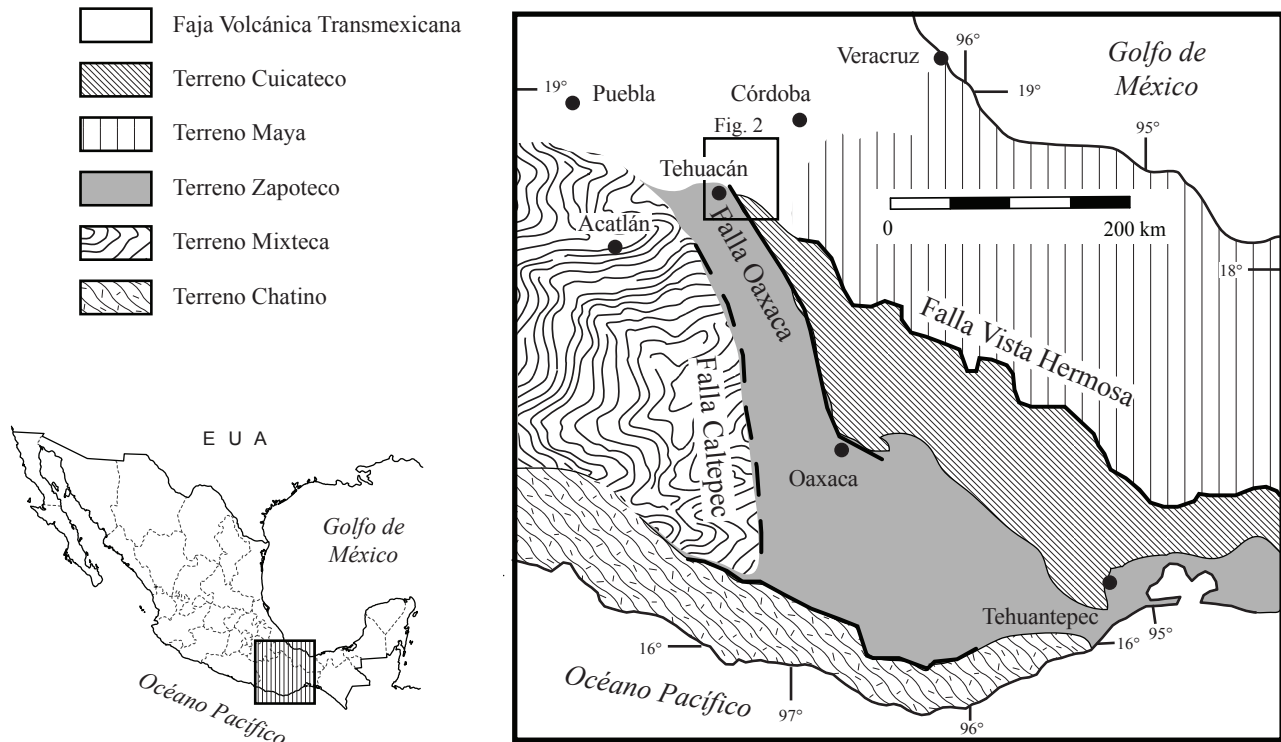 Faja Volcánica Transmexicana
Terreno Cuicateco
Terreno Maya
Terreno Zapoteco
Terreno Mixteca
Terreno Chatino
E U A
Golfo de
México
Océano Pacífico
96°
Veracruz
Golfo de
México
19°
Puebla
Córdoba
19°
95°
Fig. 2
Tehuacán
0
200 km
Acatlán
Falla Oaxaca
18°
Falla Vista Hermosa
Falla Caltepec
Oaxaca
Tehuantepec
95°
16°
16°
Océano Pacífico
97°
96°